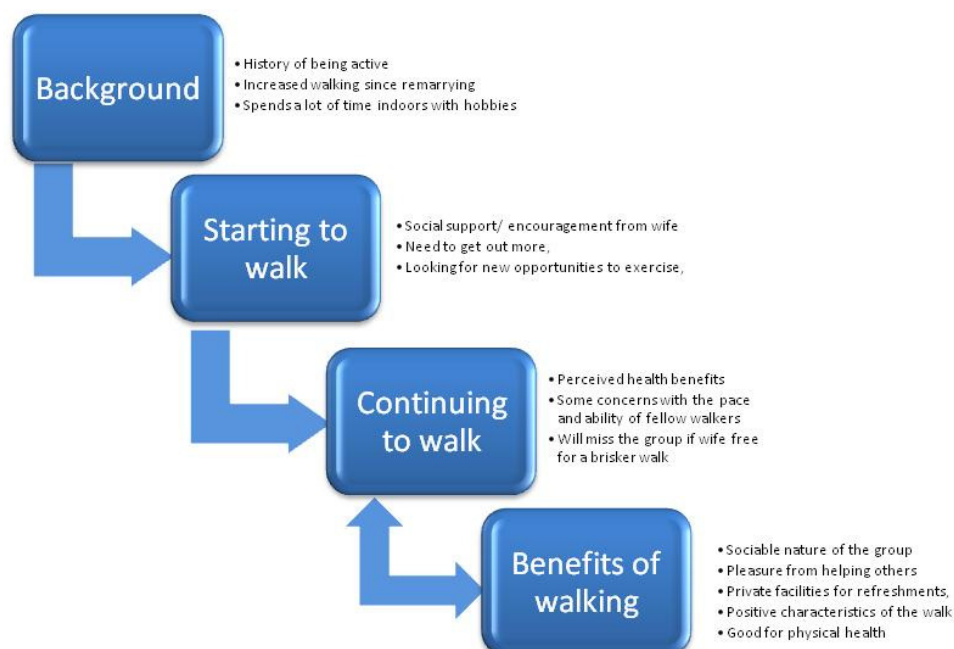 Background
• History of being active
• Increased walking since remarrying
• Spends a lot of time indoors with hobbies
Starting to
walk
• Social support/ encouragement from wife
• Need to get out more,
• Looking for new opportunities to exercise,
Continuing
to walk
• Perceived health benefits
• Some concerns with the pace
and ability of fellow walkers
• Will miss the group if wife free
for a brisker walk
Benefits of
walking
• Sociable nature of the group
• Pleasure from helping others
• Private facilities for refreshments,
• Positive characteristics of the walk
• Good for physical health